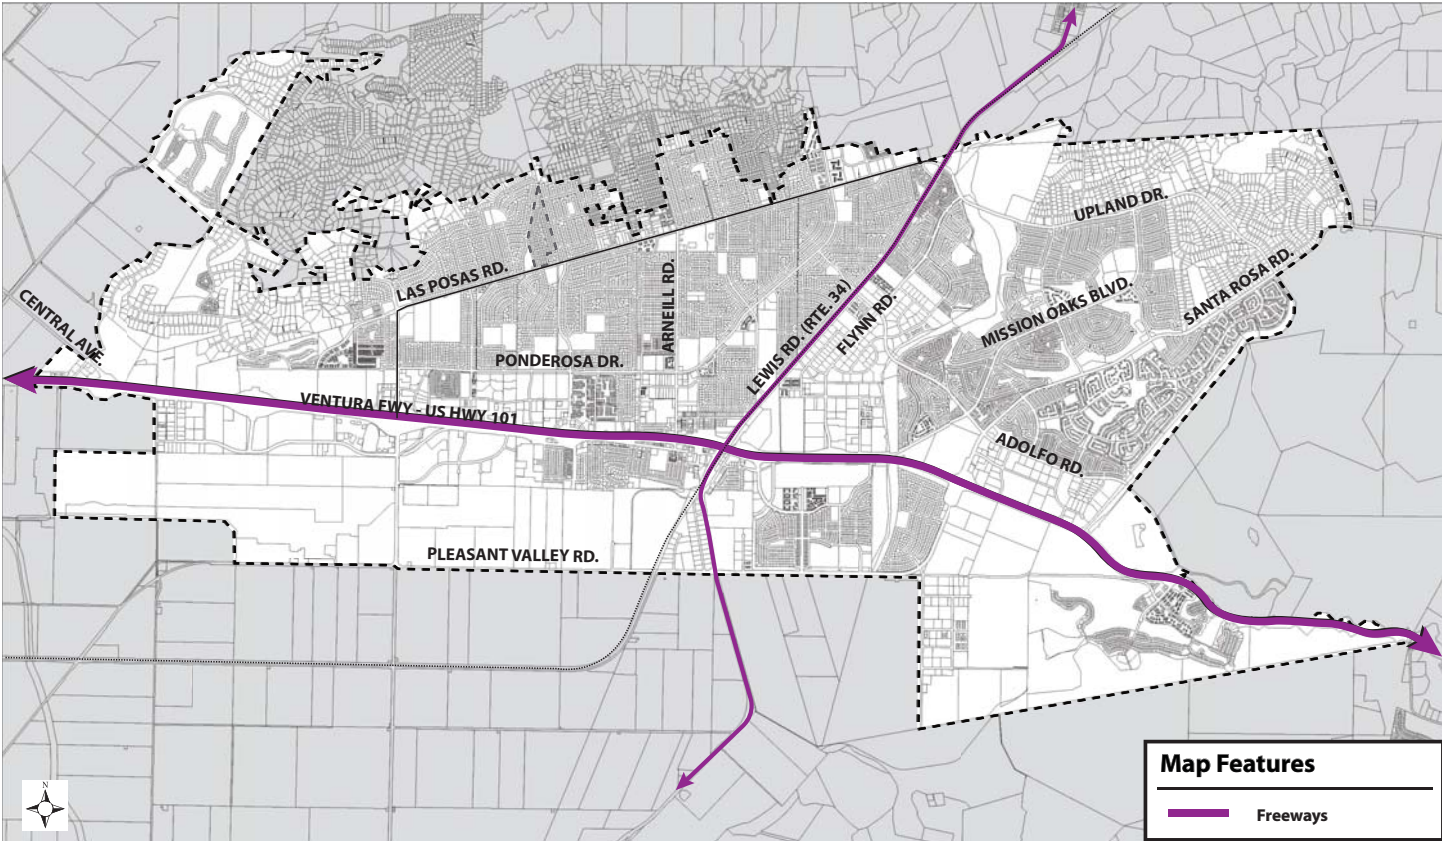 UPLAND DR.
LAS POSAS RD.
SANTA ROSA RD.
CENTRAL AVE
ARNEILL RD.
MISSION OAKS BLVD.
LEWIS RD. (RTE. 34)
FLYNN RD.
PONDEROSA DR.
VENTURA FWY - US HWY 101
ADOLFO RD.
PLEASANT VALLEY RD.
Map Features
Freeways
N